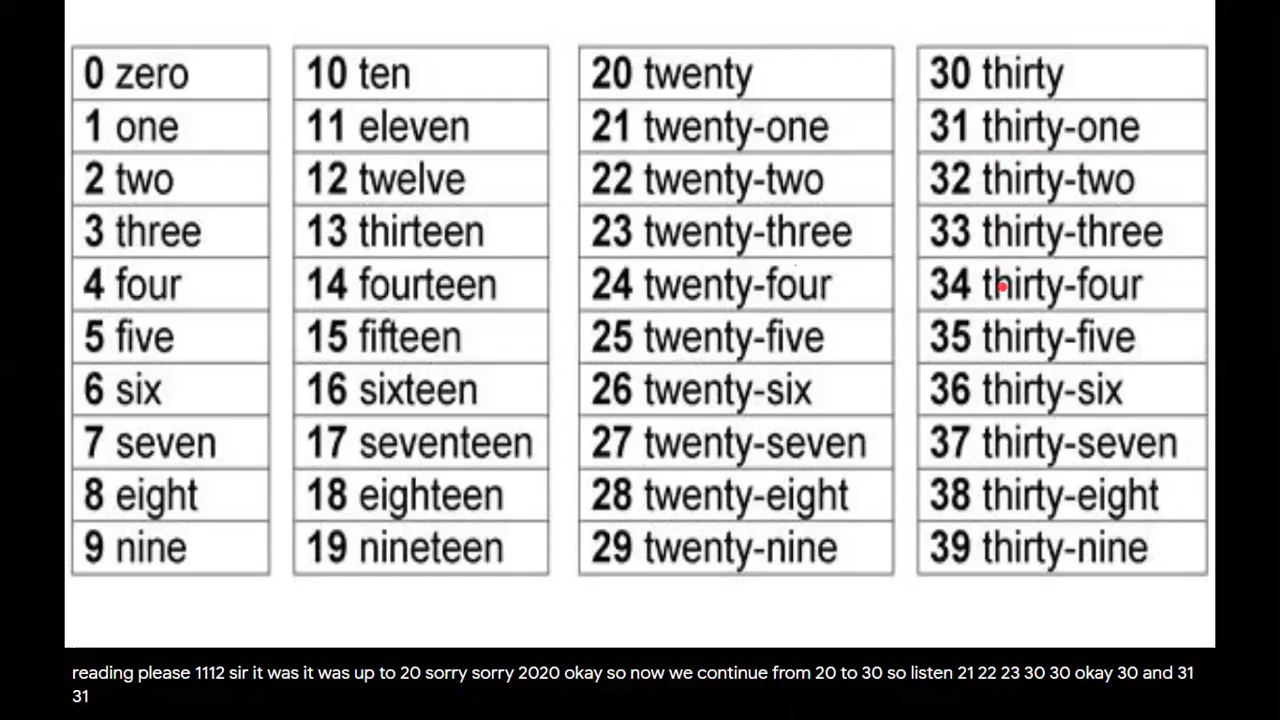 0 zero
1 one
2 two
3 three
4 four
5 five
6 six
7 seven
8 eight
9 nine
10 ten
11 eleven
12 twelve
13 thirteen
14 fourteen
15 fifteen
16 sixteen
17 seventeen
18 eighteen
19 nineteen
20 twenty
21 twenty-one
22 twenty-two
23 twenty-three
24 twenty-four
25 twenty-five
26 twenty-six
27 twenty-seven
28 twenty-eight
29 twenty-nine
30 thirty
31 thirty-one
32 thirty-two
33 thirty-three
34 thirty-four
35 thirty-five
36 thirty-six
37 thirty-seven
38 thirty-eight
39 thirty-nine
reading please 1112 sir it was it was up to 20 sorry sorry 2020 okay so now we continue from 20 to 30 so listen 21 22 23 30 30 okay 30 and 31
31